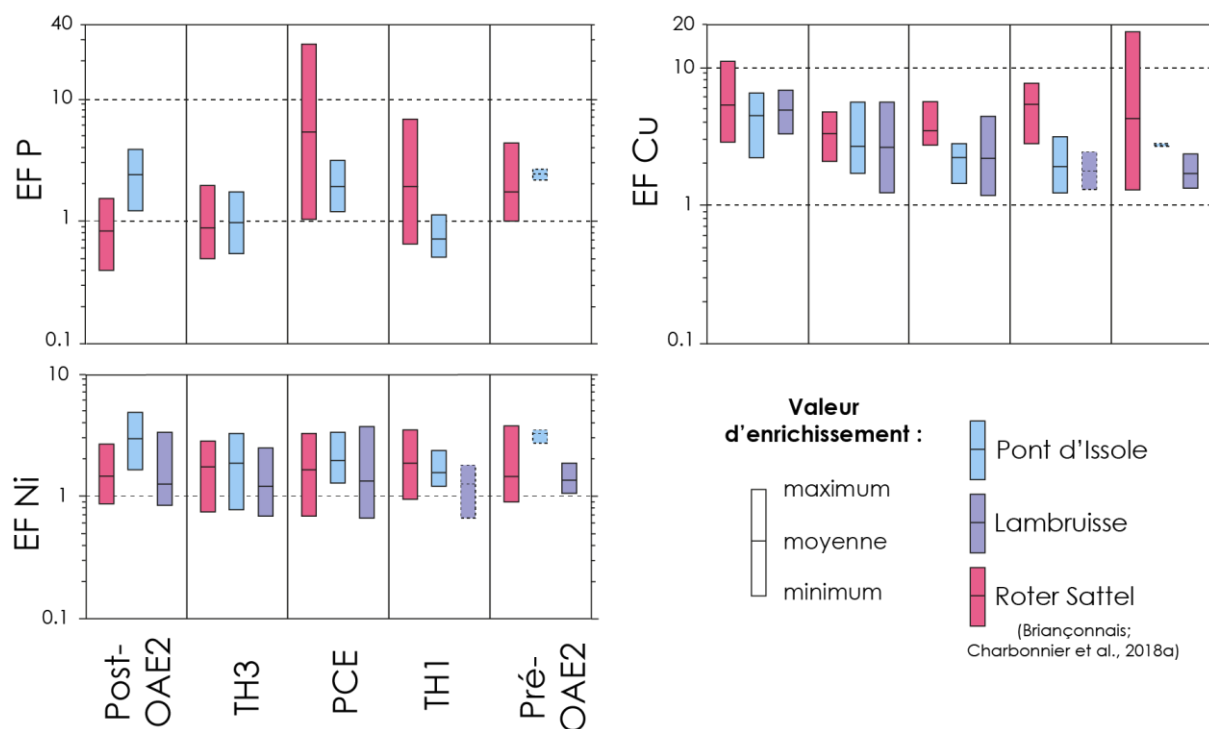 EF P
40
10
1
0.1
EF Ni
10
1
0.1
Post-
OAE2
TH3
PCE
TH1
Pré-
OAE2
EF Cu
20
10
1
0.1
Valeur
d'enrichissement :
maximum
moyenne
minimum
Pont d'Issole
Lambruisse
Roter Sattel
(Briançonnais;
Charbonnier et al., 2018a)